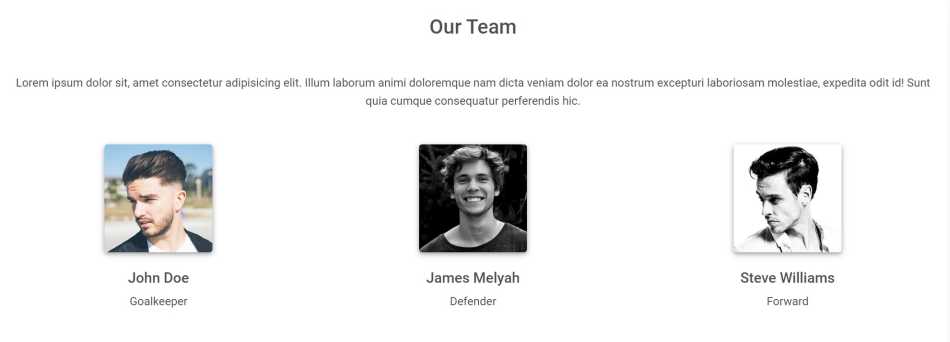 Our Team
Lorem ipsum dolor sit, amet consectetur adipisicing elit. Illum laborum animi doloremque nam dicta veniam dolor ea nostrum excepturi laboriosam molestiae, expedita odit id! Sunt
quia cumque consequatur perferendis hic.
John Doe
James Melyah
Steve Williams
Goalkeeper
Defender
Forward